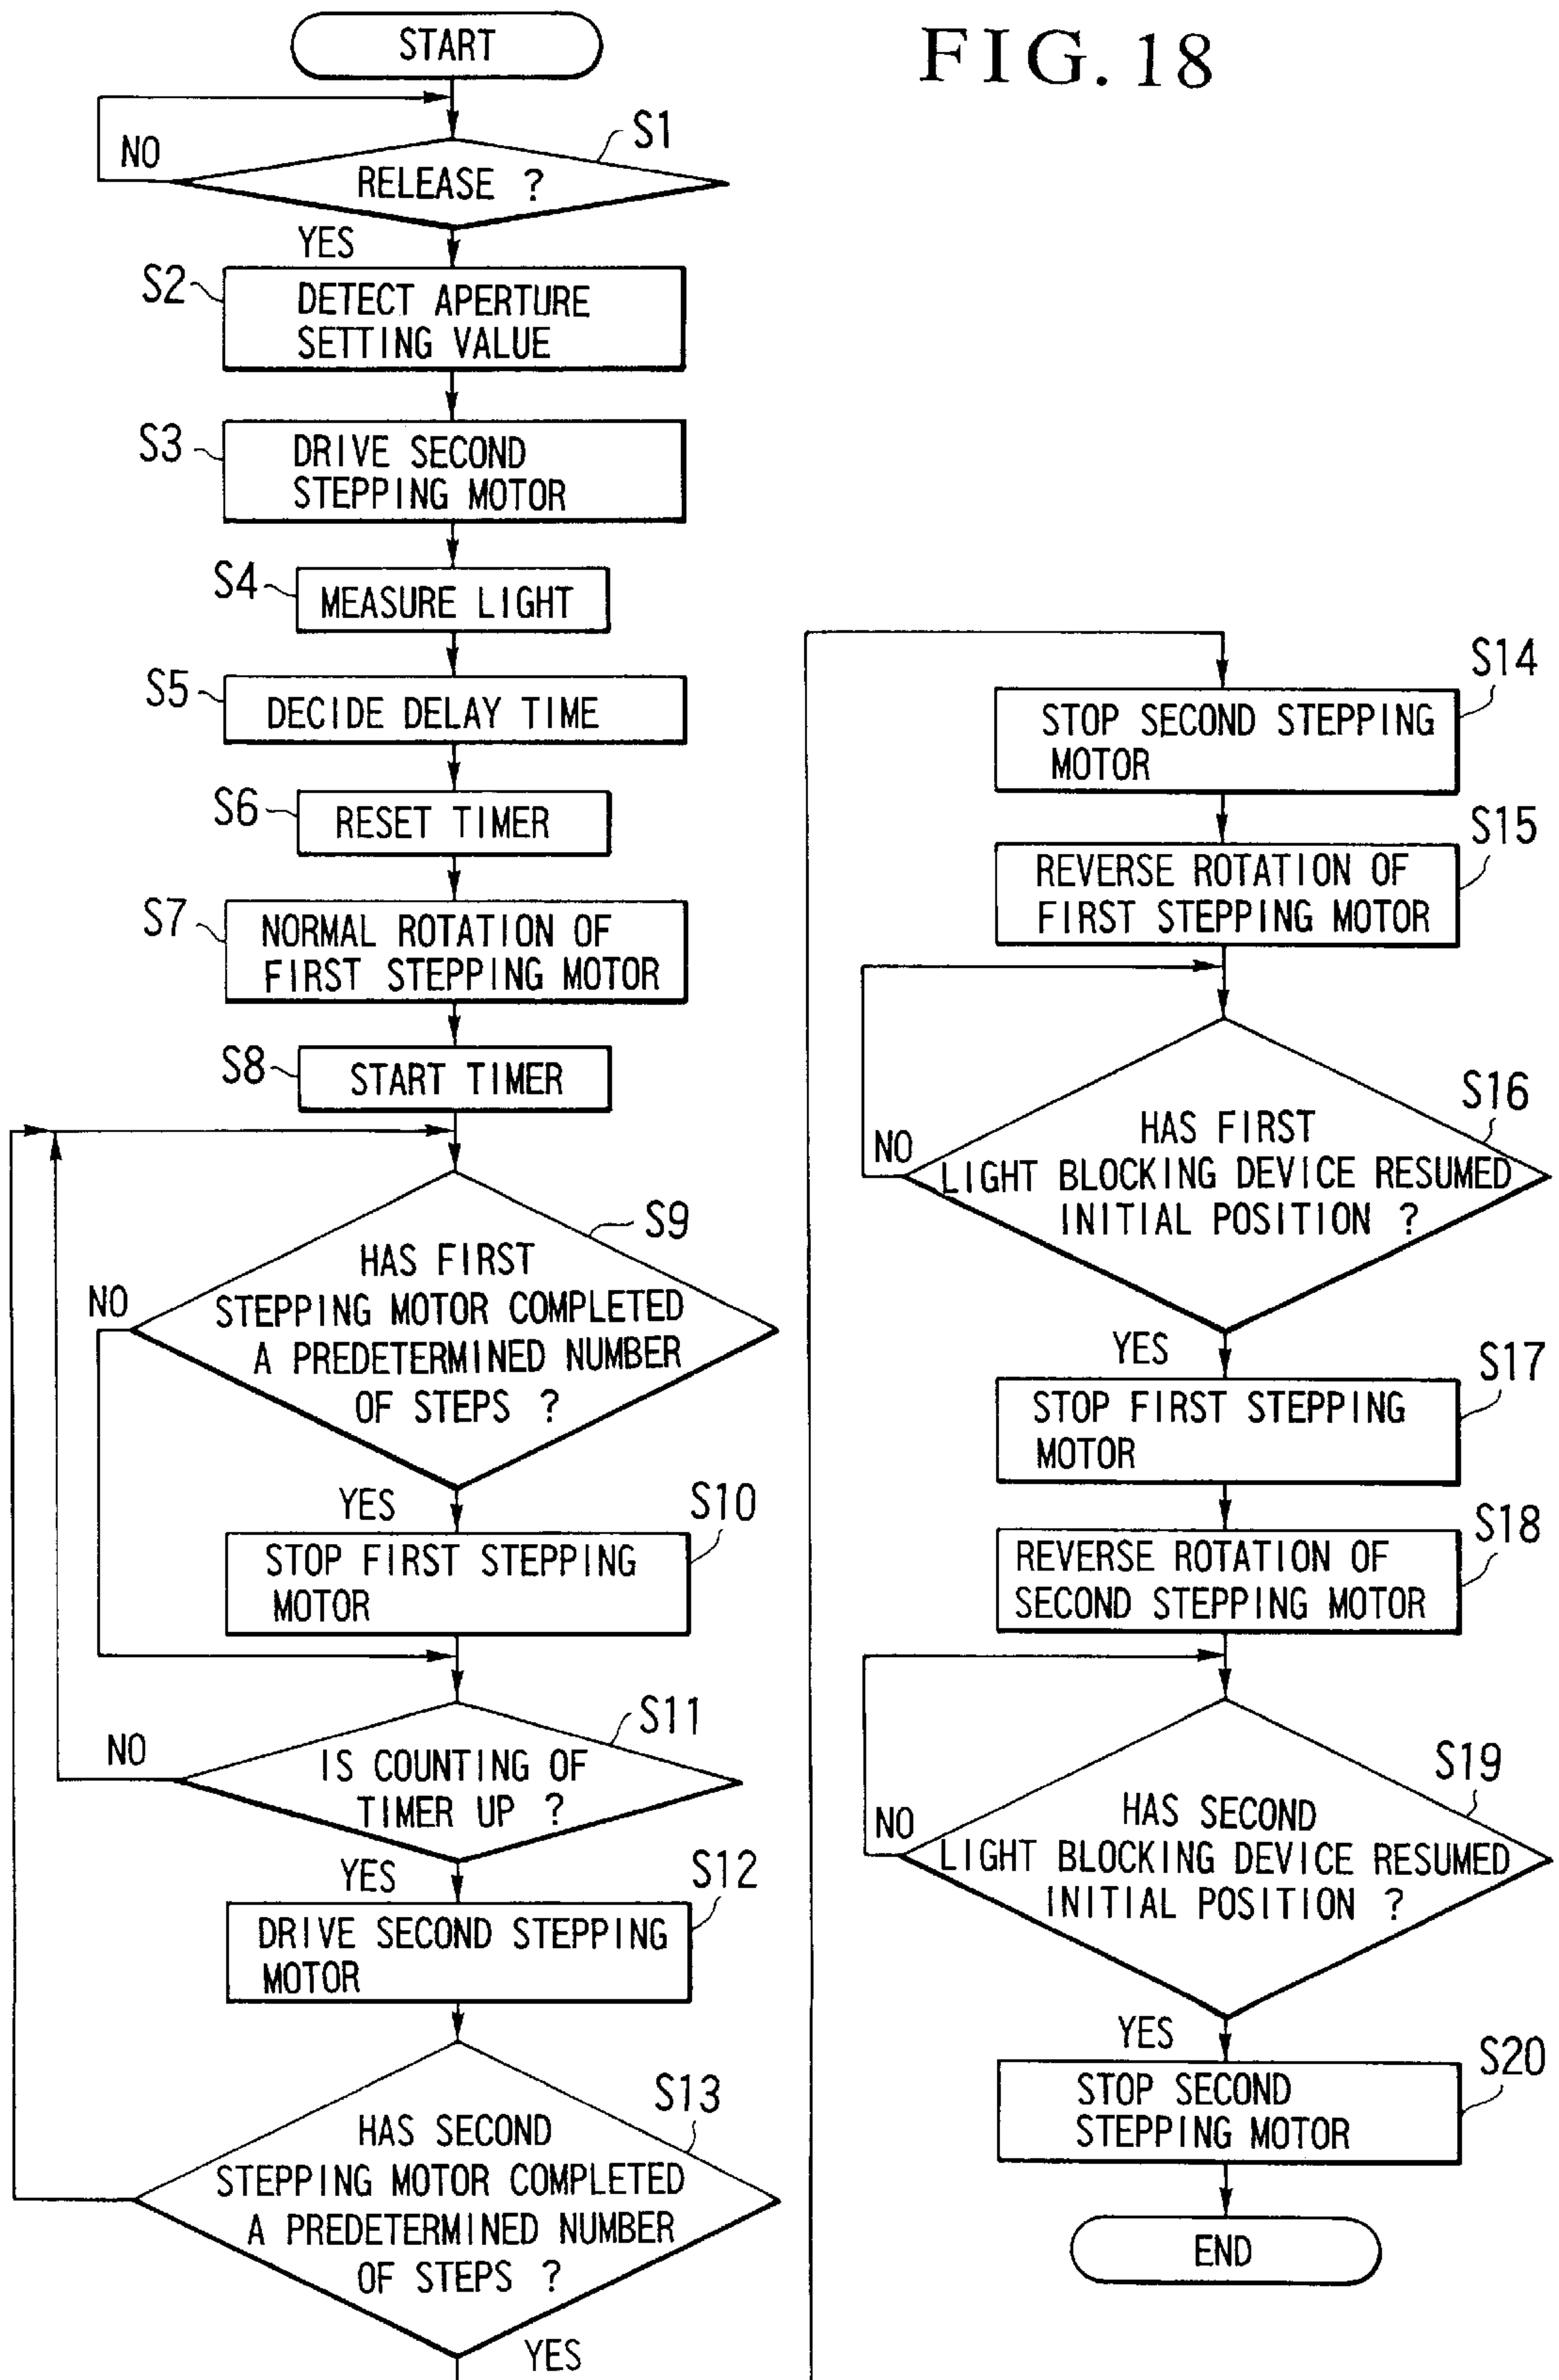 FIG. 18
START
S1
NO
RELEASE ?
YES
S2
DETECT APERTURE
SETTING VALUE
S3
DRIVE SECOND
STEPPING MOTOR
S4
MEASURE LIGHT
S5
DECIDE DELAY TIME
S6
RESET TIMER
S7
NORMAL ROTATION OF
FIRST STEPPING MOTOR
S8
START TIMER
S9
NO
HAS FIRST
STEPPING MOTOR COMPLETED
A PREDETERMINED NUMBER
OF STEPS ?
YES
S10
STOP FIRST STEPPING
MOTOR
S11
NO
IS COUNTING OF
TIMER UP ?
YES
S12
DRIVE SECOND STEPPING
MOTOR
S13
HAS SECOND
STEPPING MOTOR COMPLETED
A PREDETERMINED NUMBER
OF STEPS ?
YES
S14
STOP SECOND STEPPING
MOTOR
S15
REVERSE ROTATION OF
FIRST STEPPING MOTOR
S16
NO
HAS FIRST
LIGHT BLOCKING DEVICE RESUMED
INITIAL POSITION ?
YES
S17
STOP FIRST STEPPING
MOTOR
S18
REVERSE ROTATION OF
SECOND STEPPING MOTOR
S19
NO
HAS SECOND
LIGHT BLOCKING DEVICE RESUMED
INITIAL POSITION ?
YES
S20
STOP SECOND
STEPPING MOTOR
END